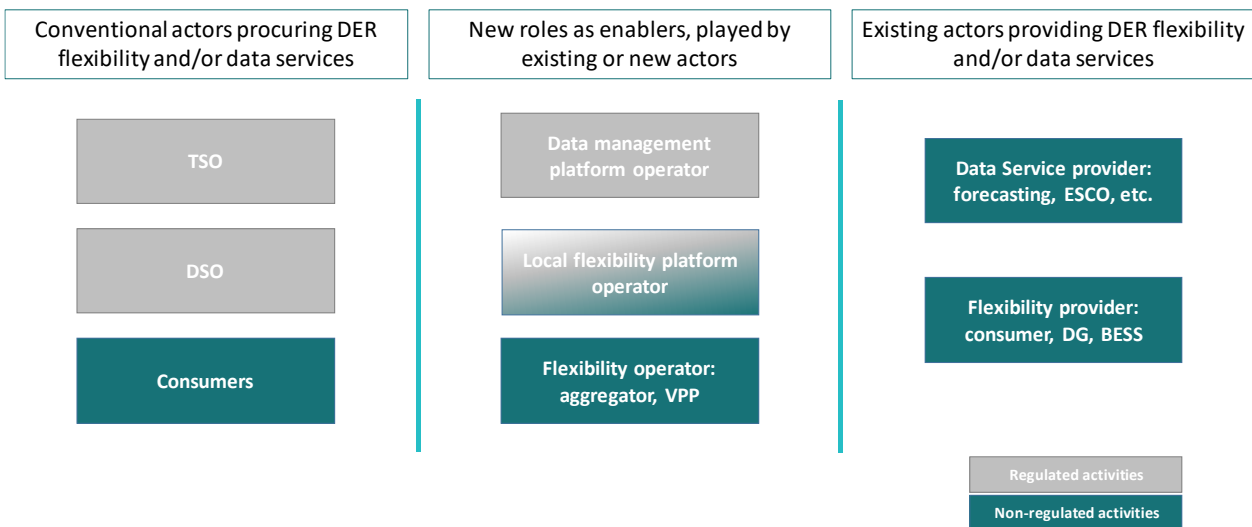 Conventional actors procuring DER
flexibility and/or data services
New roles as enablers, played by
existing or new actors
Existing actors providing DER flexibility
and/or data services
TSO
DSO
Consumers
Data management
platform operator
Local flexibility platform
operator
Flexibility operator:
aggregator, VPP
Data Service provider:
forecasting, ESCO, etc.
Flexibility provider:
consumer, DG, BESS
Regulated activities
Non-regulated activities